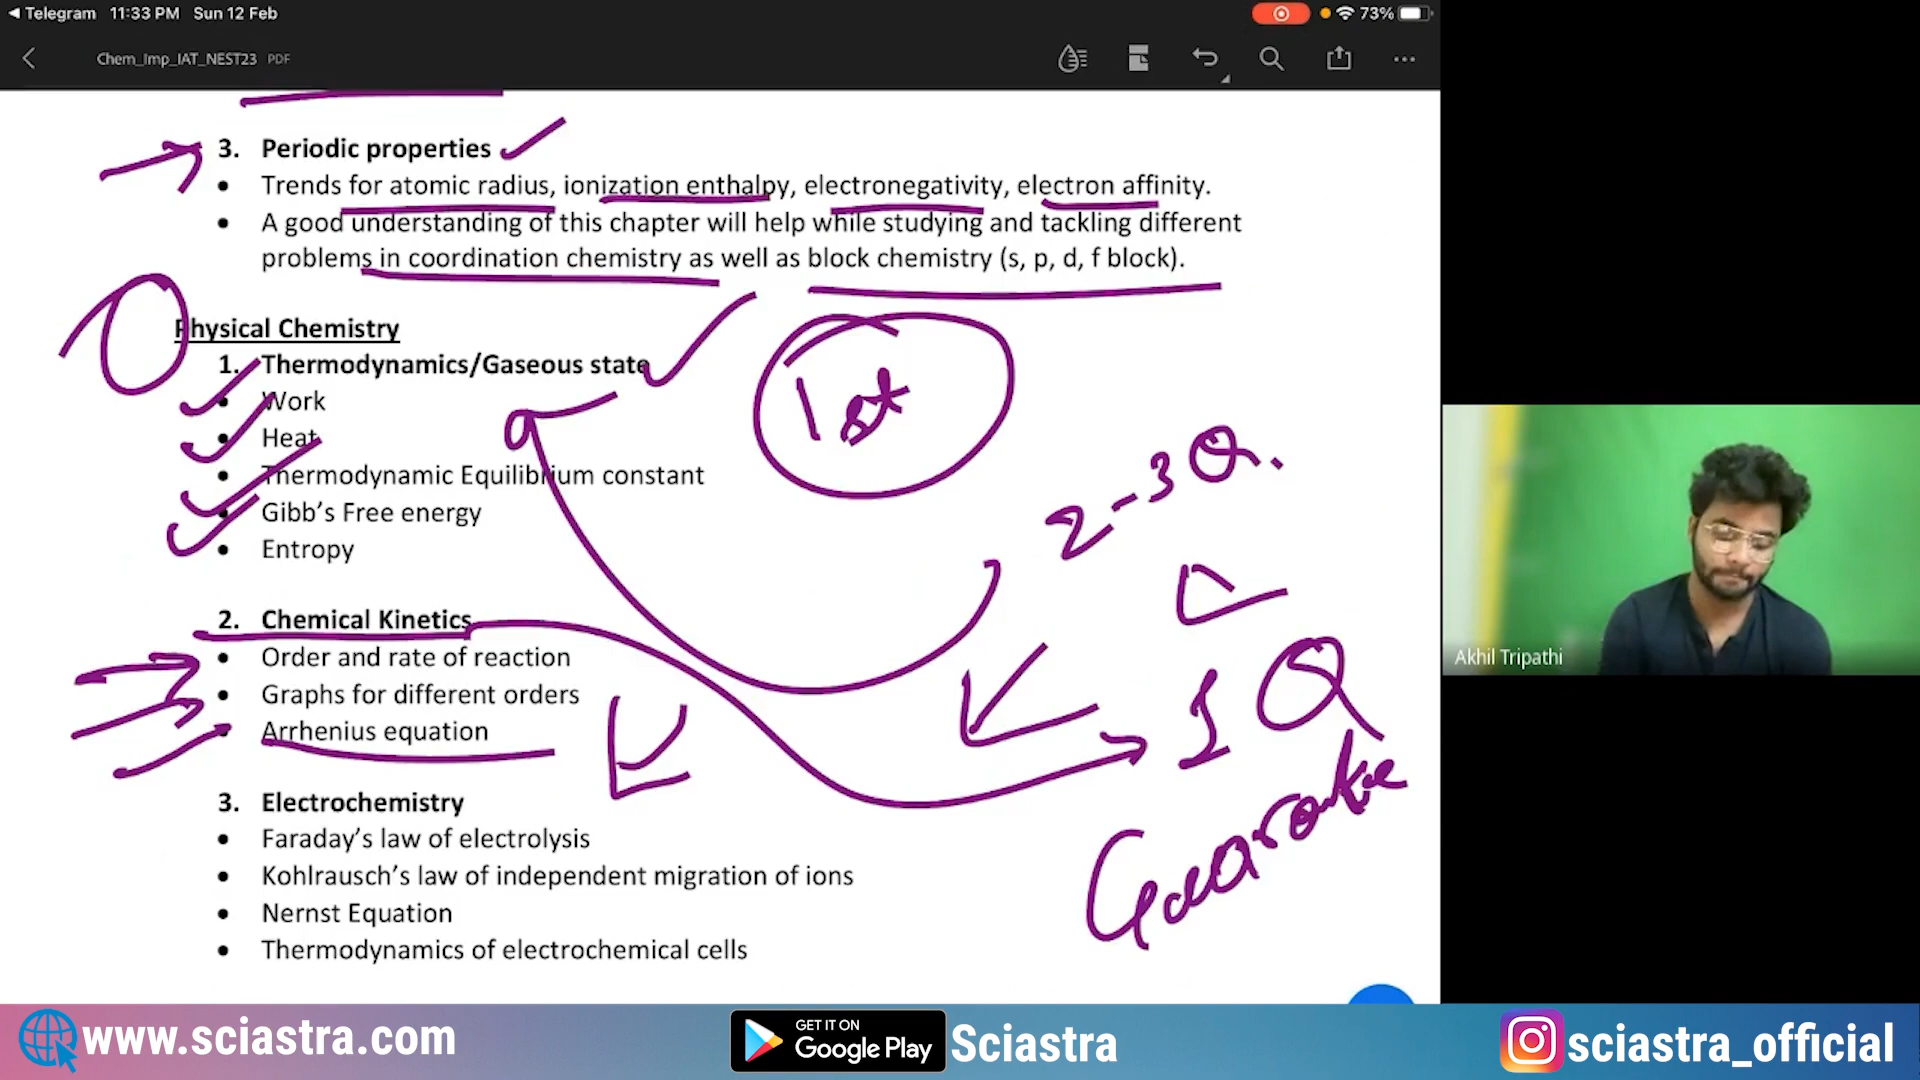 Telegram 11:33 PM Sun 12 Feb 73%
Chem_Imp_IAT_NEST23 PDF
3. Periodic properties
• Trends for atomic radius, ionization enthalpy, electronegativity, electron affinity.
• A good understanding of this chapter will help while studying and tackling different
problems in coordination chemistry as well as block chemistry (s, p, d, f block).
Physical Chemistry
1. Thermodynamics/Gaseous state
• Work
• Heat
• Thermodynamic Equilibrium constant
• Gibb's Free energy
• Entropy
1st
2-3 Q.
2. Chemical Kinetics
• Order and rate of reaction
• Graphs for different orders
• Arrhenius equation
1 Q
3. Electrochemistry
• Faraday's law of electrolysis
• Kohlrausch's law of independent migration of ions
• Nernst Equation
• Thermodynamics of electrochemical cells
Akhil Tripathi
www.sciastra.com
GET IT ON
Google Play
Sciastra
sciastra_official